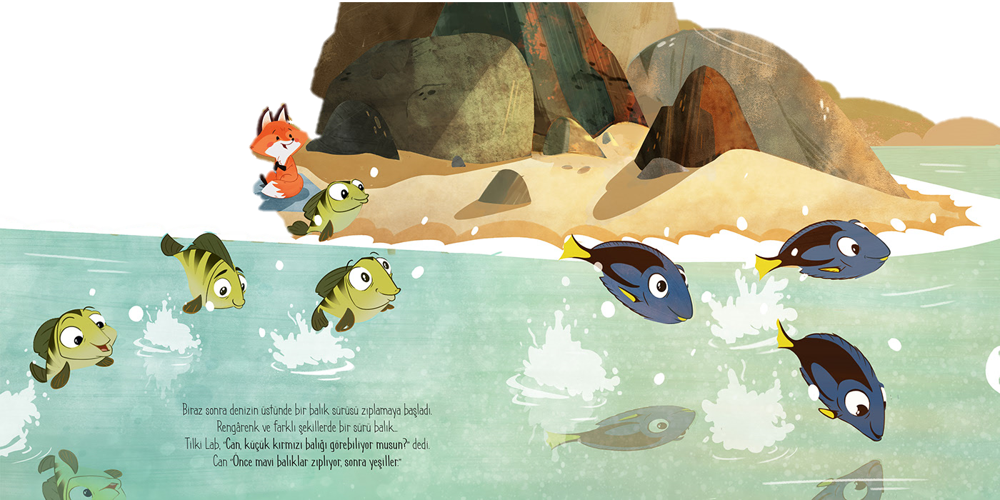 Biraz sonra denizin üstünde bir balık sürüsü zıplamaya başladı.
Rengârenk ve farklı şekillerde bir sürü balık...
Tilki Lab, "Can, küçük kırmızı balığı görebiliyor musun?" dedi.
Can "Önce mavi balıklar zıplıyor, sonra yeşiller."